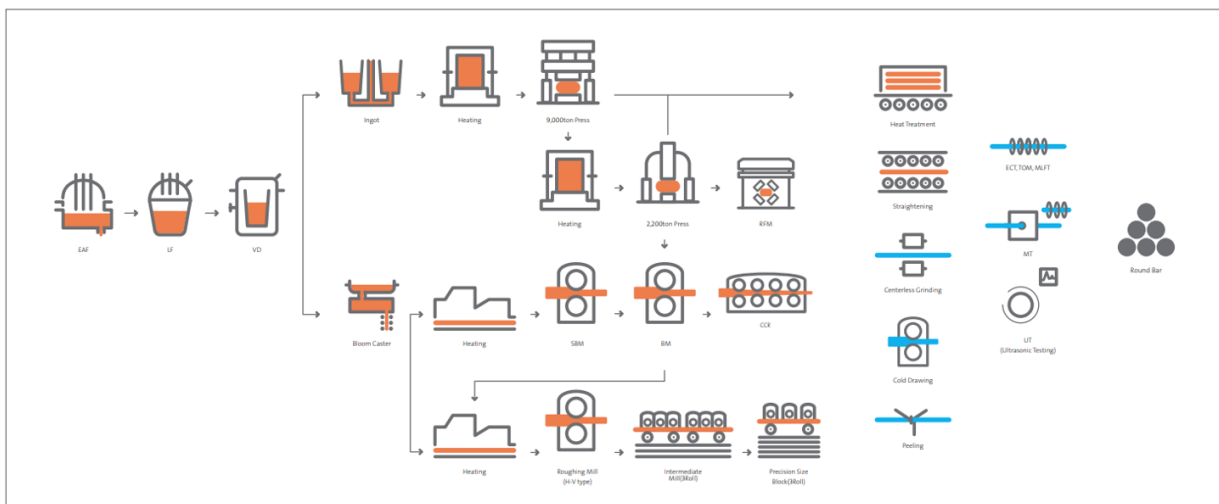 Ingot
Heating
9,000ton Press
Heat Treatment
ECT,TOM, MLFT
Heating
2,200ton Press
RFM
Straightening
EAF
LF
VD
MT
Round Bar
Centerless Grinding
Bloom Caster
Heating
SBM
BM
CCR
UT
(Ultrasonic Testing)
Cold Drawing
Peeling
Heating
Roughing Mill
(H-V type)
Intermediate
Mill(3Roll)
Precision Size
Block(3Roll)